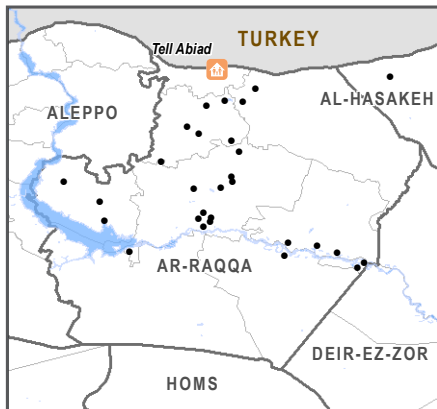 TURKEY
Tell Abiad
AL-HASAKEH
ALEPPO
AR-RAQQA
DEIR-EZ-ZOR
HOMS